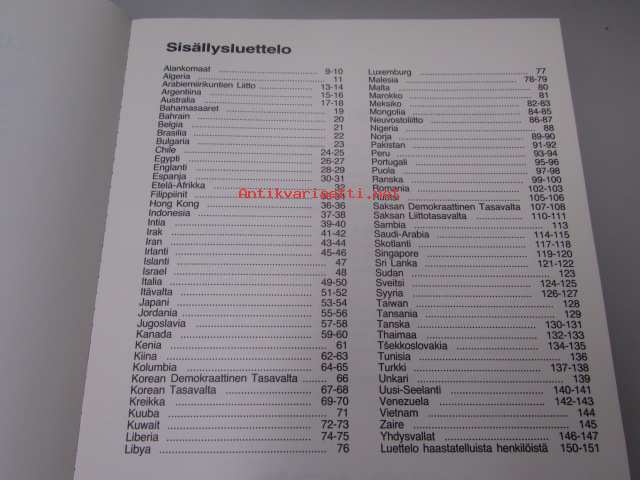 Sisällysluettelo
Alankomaat 9-10
Algeria 11
Arabiemiirikuntien Liitto 13-14
Argentiina 15-16
Australia 17-18
Bahamasaaret 19
Bahrain 20
Belgia 21
Brasilia 22
Bulgaria 23
Chile 24-25
Egypti 26-27
Englanti 28-29
Espanja 30-31
Etelä-Afrikka 32
Filippiinit
Hong Kong 36-36
Indonesia 37-38
Intia 39-40
Irak 41-42
Iran 43-44
Irlanti 45-46
Islanti 47
Israel 48
Italia 49-50
Itävalta 51-52
Japani 53-54
Jordania 55-56
Jugoslavia 57-58
Kanada 59-60
Kenia 61
Kiina 62-63
Kolumbia 64-65
Korean Demokraattinen Tasavalta 66
Korean Tasavalta 67-68
Kreikka 69-70
Kuuba 71
Kuwait 72-73
Liberia 74-75
Libya 76
Luxemburg 77
Malesia 78-79
Malta 80
Marokko 81
Meksiko 82-83
Mongolia 84-85
Neuvostoliitto 86-87
Nigeria 88
Norja 89-90
Pakistan 91-92
Peru 93-94
Portugali 95-96
Puola 97-98
Ranska 99-100
Romania 102-103
Ruotsi 105-106
Saksan Demokraattinen Tasavalta 107-108
Saksan Liittotasavalta 110-111
Sambia 113
Saudi-Arabia 114-115
Skotlanti 117-118
Singapore 119-120
Sri Lanka 121-122
Sudan 123
Sveitsi 124-125
Syyria 126-127
Taiwan 128
Tansania 129
Tanska 130-131
Thaimaa 132-133
Tšekkoslovakia 134-135
Tunisia 136
Turkki 137-138
Unkari 139
Uusi-Seelanti 140-141
Venezuela 142-143
Vietnam 144
Zaire 145
Yhdysvallat 146-147
Luettelo haastatelluista henkilöistä 150-151
Antikvariaatti.net